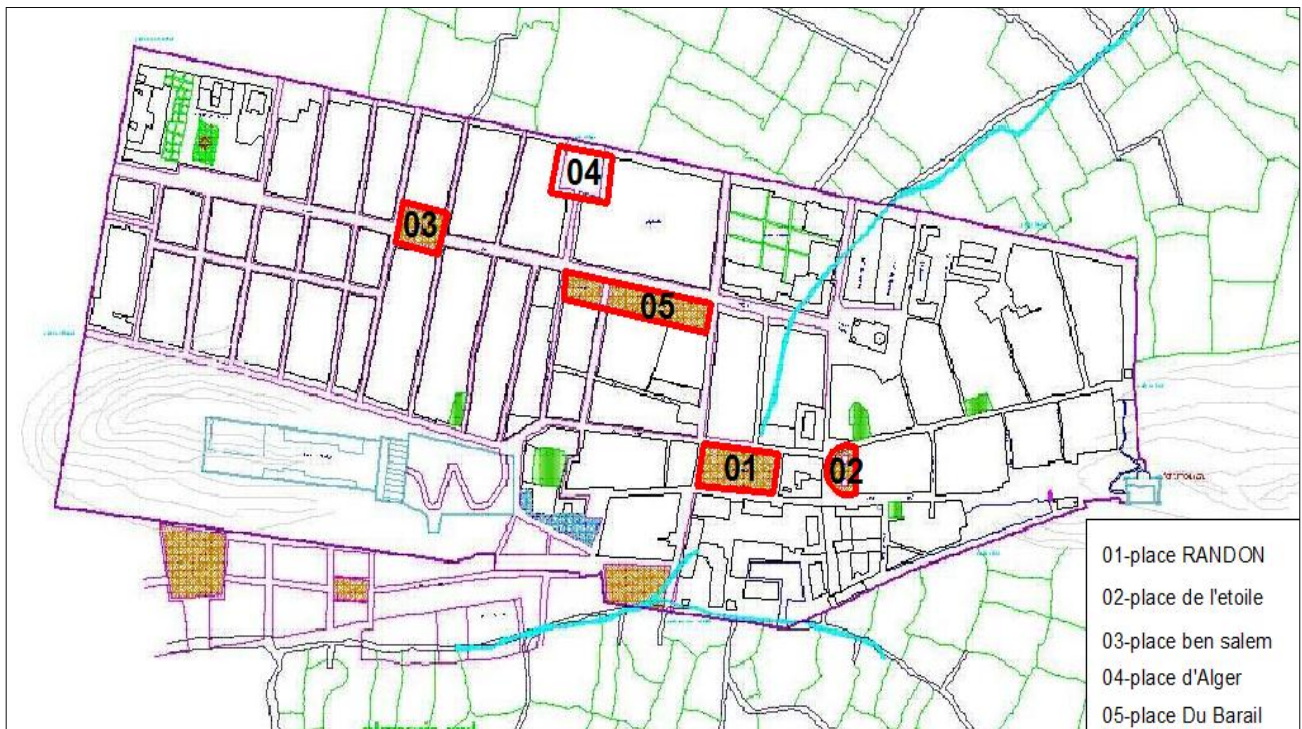 04
03
05
01
02
01-place RANDON
02-place de l'etoile
03-place ben salem
04-place d'Alger
05-place Du Barail